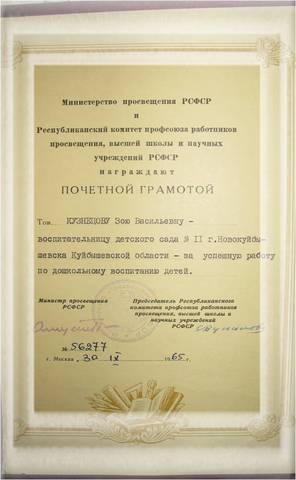 Министерство просвещения РСФСР
и
Республиканский комитет профсоюза работников
просвещения, высшей школы и научных
учреждений РСФСР
награждают
ПОЧЕТНОЙ ГРАМОТОЙ
Тов. КУЗНЕЦОВУ Зою Васильевну -
воспитательницу детского сада № II г.Новокуйбы-
шевска Куйбышевской области - за успешную работу
по дошкольному воспитанию детей.
Министр просвещения
РСФСР
Председатель Республиканского
комитета профсоюза работников
просвещения, высшей школы и
научных учреждений
РСФСР
№ 56277
г. Москва „30" IX 1965 г.